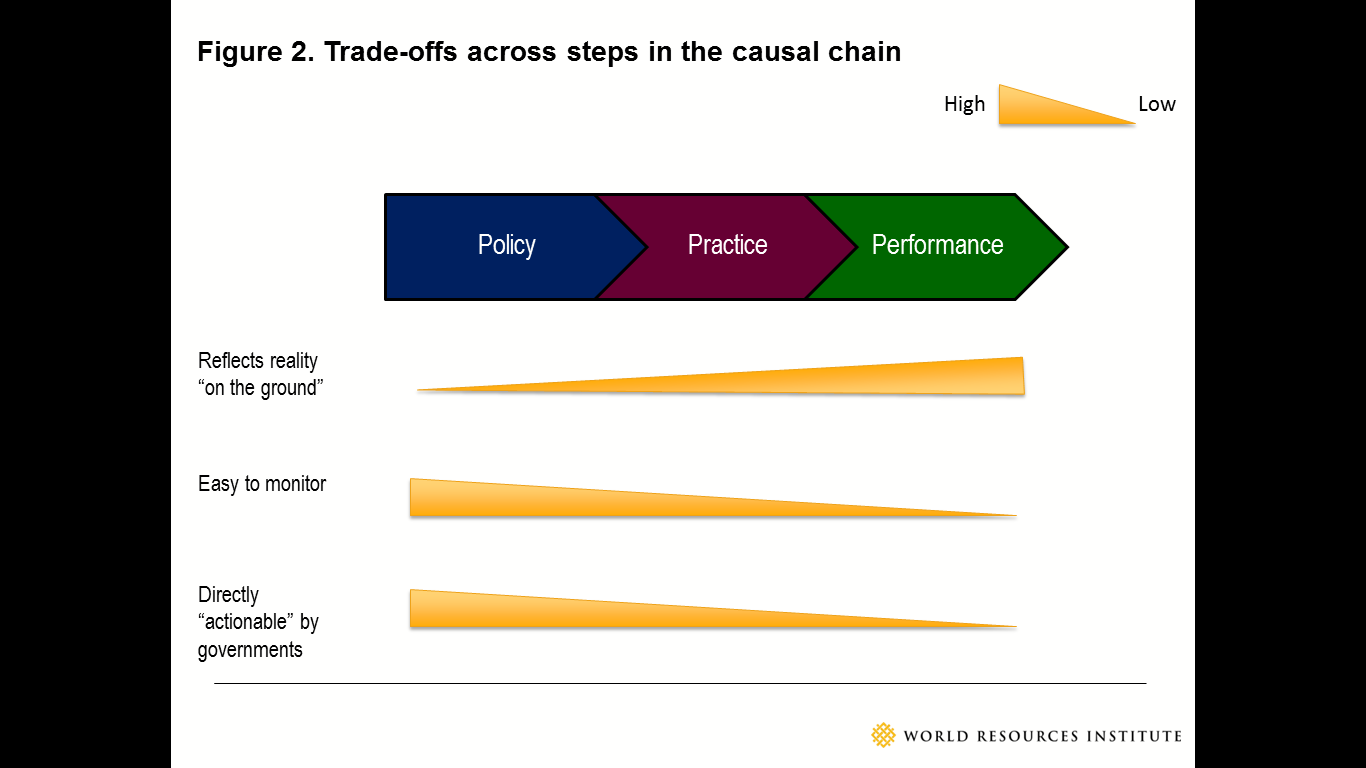 Figure 2. Trade-offs across steps in the causal chain
High
Low
Policy
Practice
Performance
Reflects reality
“on the ground”
Easy to monitor
Directly
“actionable” by
governments
WORLD RESOURCES INSTITUTE